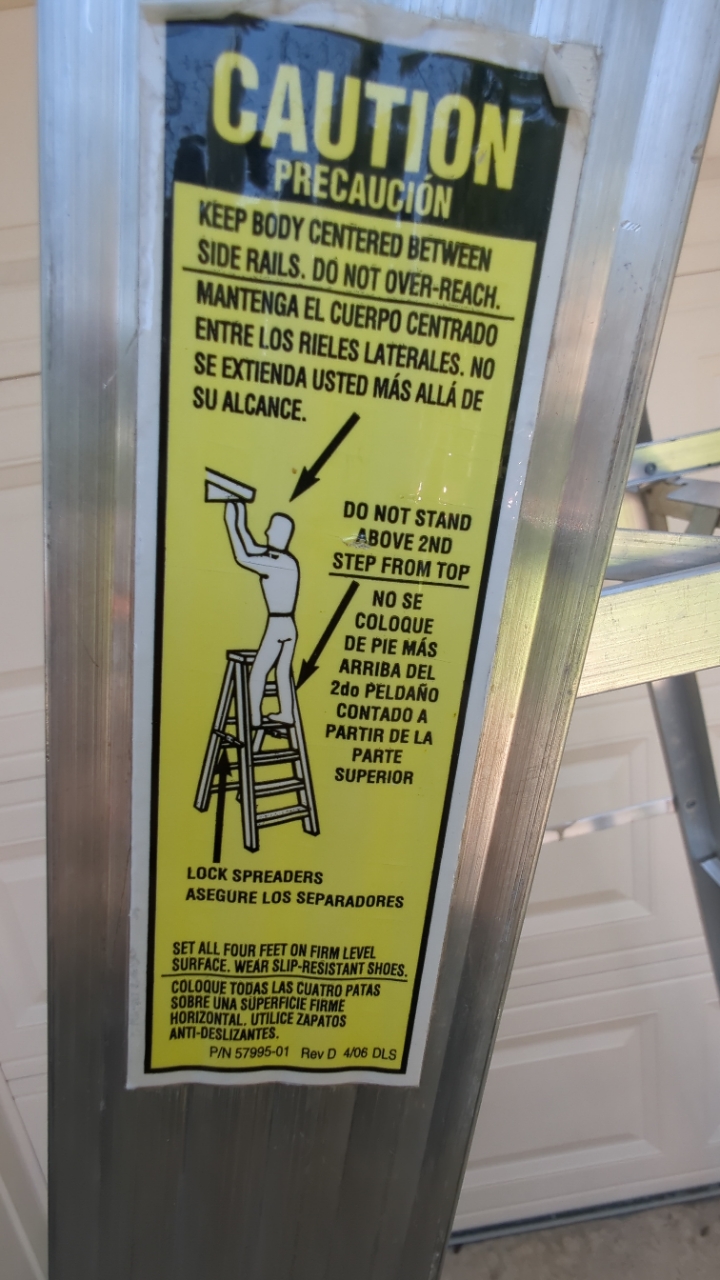 CAUTION
PRECAUCIÓN
KEEP BODY CENTERED BETWEEN
SIDE RAILS. DO NOT OVER-REACH.
MANTENGA EL CUERPO CENTRADO
ENTRE LOS RIELES LATERALES. NO
SE EXTIENDA USTED MÁS ALLÁ DE
SU ALCANCE.
DO NOT STAND
ABOVE 2ND
STEP FROM TOP
NO SE
COLOQUE
DE PIE MÁS
ARRIBA DEL
2do PELDAÑO
CONTADO A
PARTIR DE LA
PARTE
SUPERIOR
LOCK SPREADERS
ASEGURE LOS SEPARADORES
SET ALL FOUR FEET ON FIRM LEVEL
SURFACE. WEAR SLIP-RESISTANT SHOES.
COLOQUE TODAS LAS CUATRO PATAS
SOBRE UNA SUPERFICIE FIRME
HORIZONTAL. UTILICE ZAPATOS
ANTI-DESLIZANTES.
P/N 57995-01 Rev D 4/06 DLS